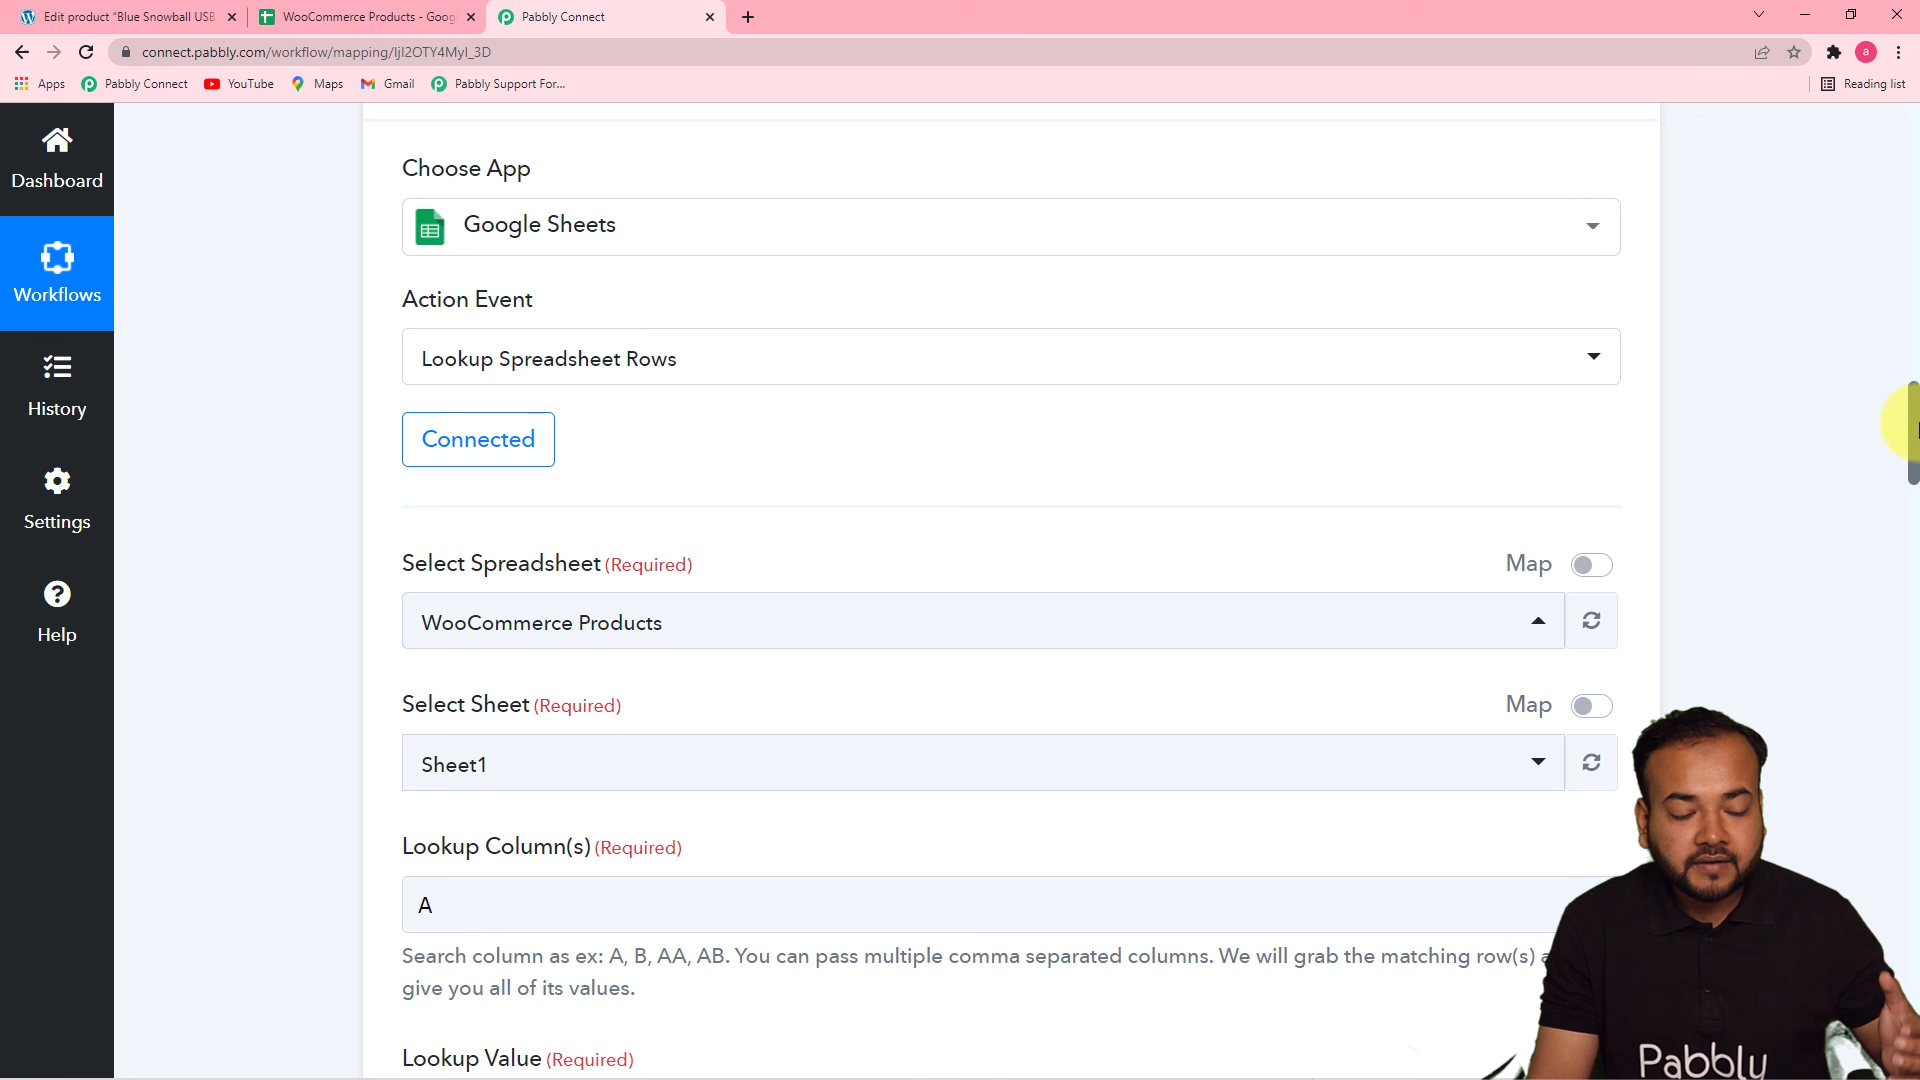 Edit product “Blue Snowball USB
WooCommerce Products - Goog
Pabbly Connect
connect.pabbly.com/workflow/mapping/IjI2OTY4MyI_3D
a
Apps
Pabbly Connect
YouTube
Maps
Gmail
Pabbly Support For...
Reading list
Dashboard
Workflows
History
Settings
Help
Choose App
Google Sheets
Action Event
Lookup Spreadsheet Rows
Connected
Select Spreadsheet (Required)
Map
WooCommerce Products
Select Sheet (Required)
Map
Sheet1
Lookup Column(s) (Required)
A
Search column as ex: A, B, AA, AB. You can pass multiple comma separated columns. We will grab the matching row(s)
give you all of its values.
Lookup Value (Required)
Pabbly